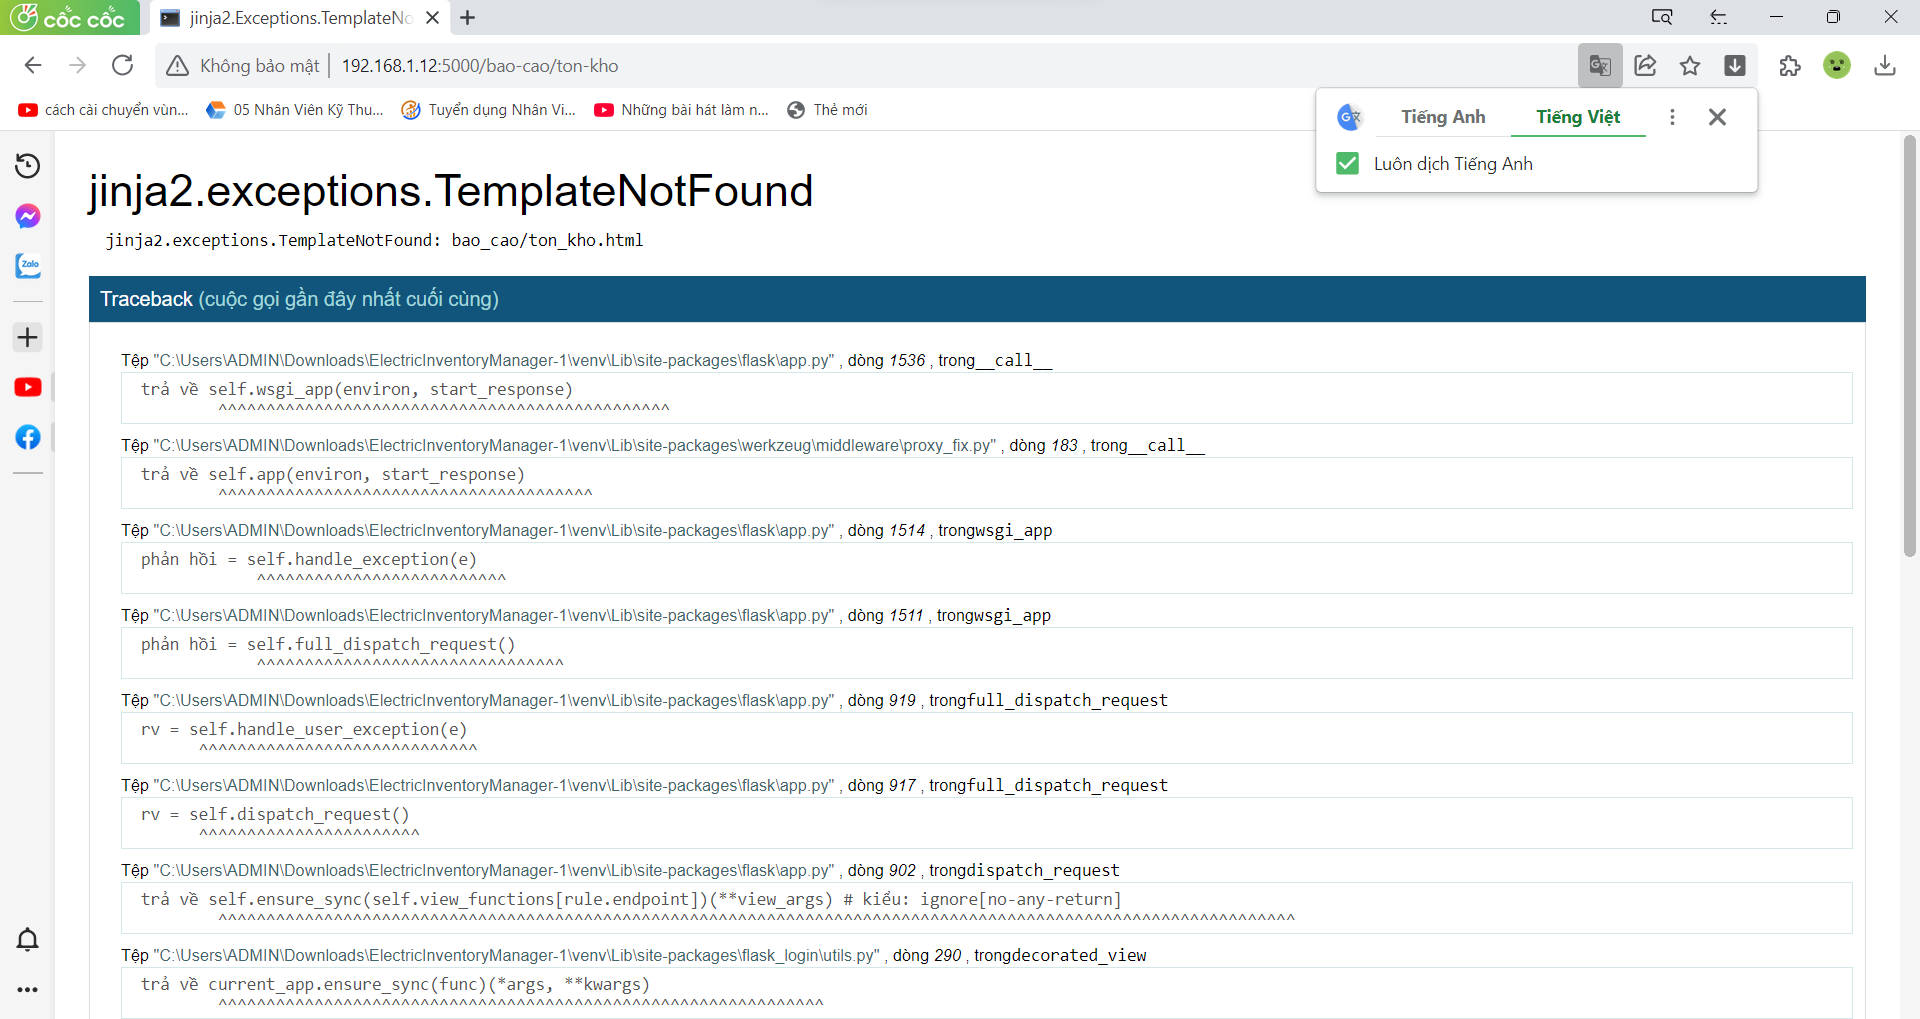 cốc cốc
jinja2.Exceptions.TemplateNo
Không bảo mật
192.168.1.12:5000/bao-cao/ton-kho
cách cài chuyển vùn...
05 Nhân Viên Kỹ Thu...
Tuyển dụng Nhân Vi...
Những bài hát làm n...
Thẻ mới
Tiếng Anh
Tiếng Việt
Luôn dịch Tiếng Anh
Zalo
jinja2.exceptions.TemplateNotFound
jinja2.exceptions.TemplateNotFound: bao_cao/ton_kho.html
Traceback (cuộc gọi gần đây nhất cuối cùng)
Tệp "C:\Users\ADMIN\Downloads\ElectricInventoryManager-1\venv\Lib\site-packages\flask\app.py" , dòng 1536 , trong__call__
trả về self.wsgi_app(environ, start_response)
^^^^^^^^^^^^^^^^^^^^^^^^^^^^^^^^^^^^^^^^^^^^^^^
Tệp "C:\Users\ADMIN\Downloads\ElectricInventoryManager-1\venv\Lib\site-packages\werkzeug\middleware\proxy_fix.py" , dòng 183 , trong__call__
trả về self.app(environ, start_response)
^^^^^^^^^^^^^^^^^^^^^^^^^^^^^^^^^^^^^^^
Tệp "C:\Users\ADMIN\Downloads\ElectricInventoryManager-1\venv\Lib\site-packages\flask\app.py" , dòng 1514 , trongwsgi_app
phản hồi = self.handle_exception(e)
^^^^^^^^^^^^^^^^^^^^^^^^^^
Tệp "C:\Users\ADMIN\Downloads\ElectricInventoryManager-1\venv\Lib\site-packages\flask\app.py" , dòng 1511 , trongwsgi_app
phản hồi = self.full_dispatch_request()
^^^^^^^^^^^^^^^^^^^^^^^^^^^^^^^^
Tệp "C:\Users\ADMIN\Downloads\ElectricInventoryManager-1\venv\Lib\site-packages\flask\app.py" , dòng 919 , trongfull_dispatch_request
rv = self.handle_user_exception(e)
^^^^^^^^^^^^^^^^^^^^^^^^^^^^^
Tệp "C:\Users\ADMIN\Downloads\ElectricInventoryManager-1\venv\Lib\site-packages\flask\app.py" , dòng 917 , trongfull_dispatch_request
rv = self.dispatch_request()
^^^^^^^^^^^^^^^^^^^^^^^
Tệp "C:\Users\ADMIN\Downloads\ElectricInventoryManager-1\venv\Lib\site-packages\flask\app.py" , dòng 902 , trongdispatch_request
trả về self.ensure_sync(self.view_functions[rule.endpoint])(**view_args) # kiểu: ignore[no-any-return]
^^^^^^^^^^^^^^^^^^^^^^^^^^^^^^^^^^^^^^^^^^^^^^^^^^^^^^^^^^^^^^^^^^^^^^^^^^^^^^^^^^^^^^^^^^^^^^^^^^^^^^^^^^^^^^^^
Tệp "C:\Users\ADMIN\Downloads\ElectricInventoryManager-1\venv\Lib\site-packages\flask_login\utils.py" , dòng 290 , trongdecorated_view
trả về current_app.ensure_sync(func)(*args, **kwargs)
^^^^^^^^^^^^^^^^^^^^^^^^^^^^^^^^^^^^^^^^^^^^^^^^^^^^^^^^^^^^^^^